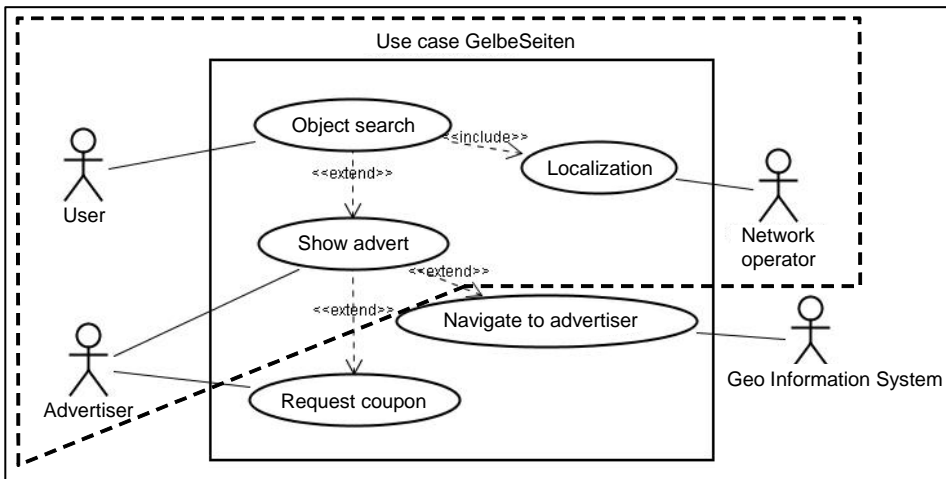 Use case GelbeSeiten
Object search
<<include>>
Localization
<<extend>>
User
Show advert
Network
operator
<<extend>>
<<extend>>
Navigate to advertiser
Advertiser
Request coupon
Geo Information System